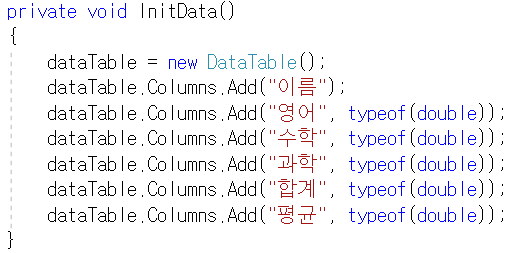 private void InitData()
{
    dataTable = new DataTable();
    dataTable.Columns.Add("이름");
    dataTable.Columns.Add("영어", typeof(double));
    dataTable.Columns.Add("수학", typeof(double));
    dataTable.Columns.Add("과학", typeof(double));
    dataTable.Columns.Add("합계", typeof(double));
    dataTable.Columns.Add("평균", typeof(double));
}